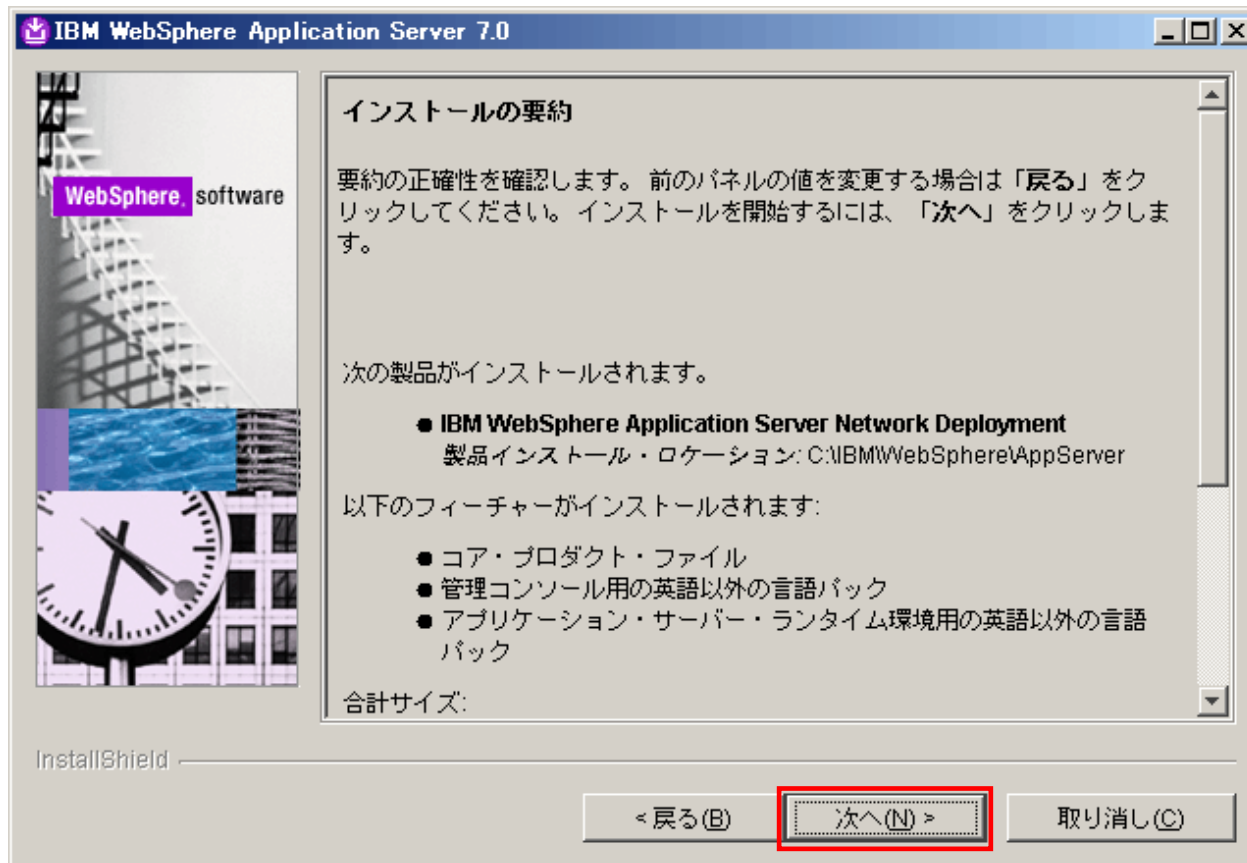 IBM WebSphere Application Server 7.0
WebSphere. software
インストールの要約
要約の正確性を確認します。 前のパネルの値を変更する場合は「戻る」をク
リックしてください。 インストールを開始するには、 「次へ」をクリックしま
す。
次の製品がインストールされます。
● IBM WebSphere Application Server Network Deployment
製品インストール・ロケーション: C:\IBM\WebSphere\AppServer
以下のフィーチャーがインストールされます:
● コア・プロダクト・ファイル
● 管理コンソール用の英語以外の言語パック
● アプリケーション・サーバー・ランタイム環境用の英語以外の言語
パック
合計サイズ:
InstallShield
< 戻る(B)
次へ(N) >
取り消し(C)